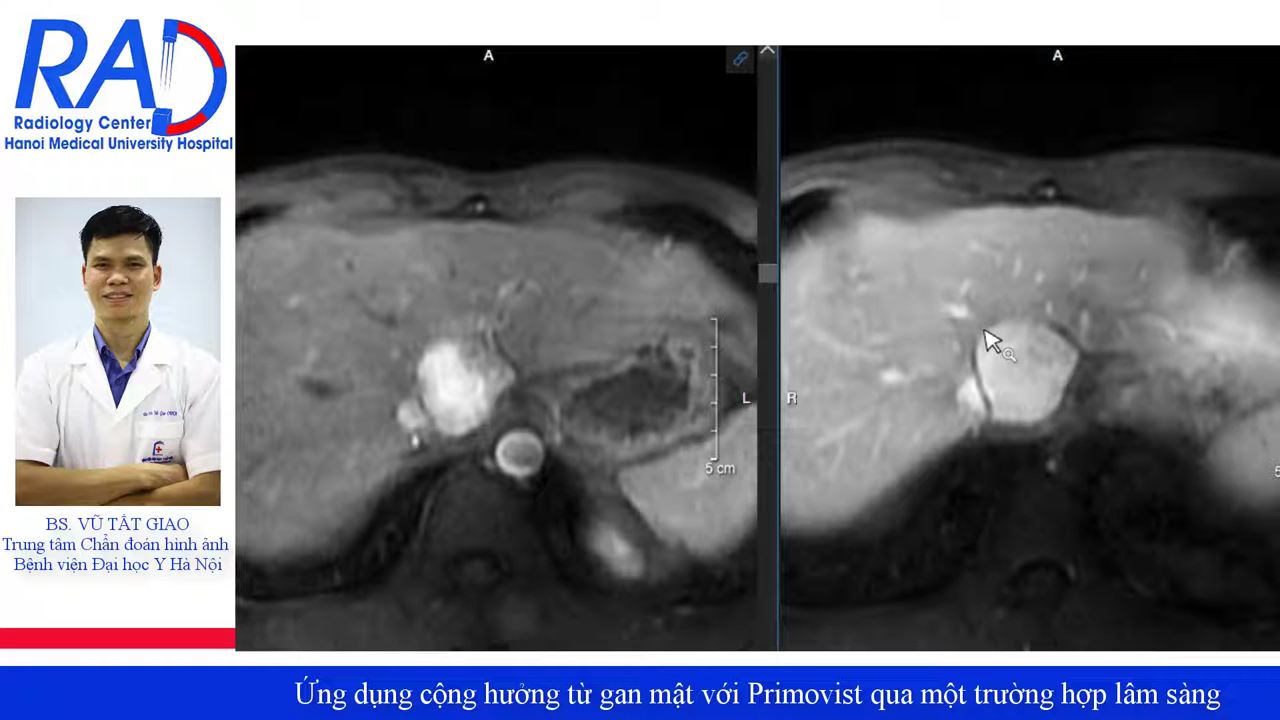 RAD
Radiology Center
Hanoi Medical University Hospital
BS. VŨ TẤT GIAO
Trung tâm Chẩn đoán hình ảnh
Bệnh viện Đại học Y Hà Nội
A
L
5 cm
A
R
5
Ứng dụng cộng hưởng từ gan mật với Primovist qua một trường hợp lâm sàng